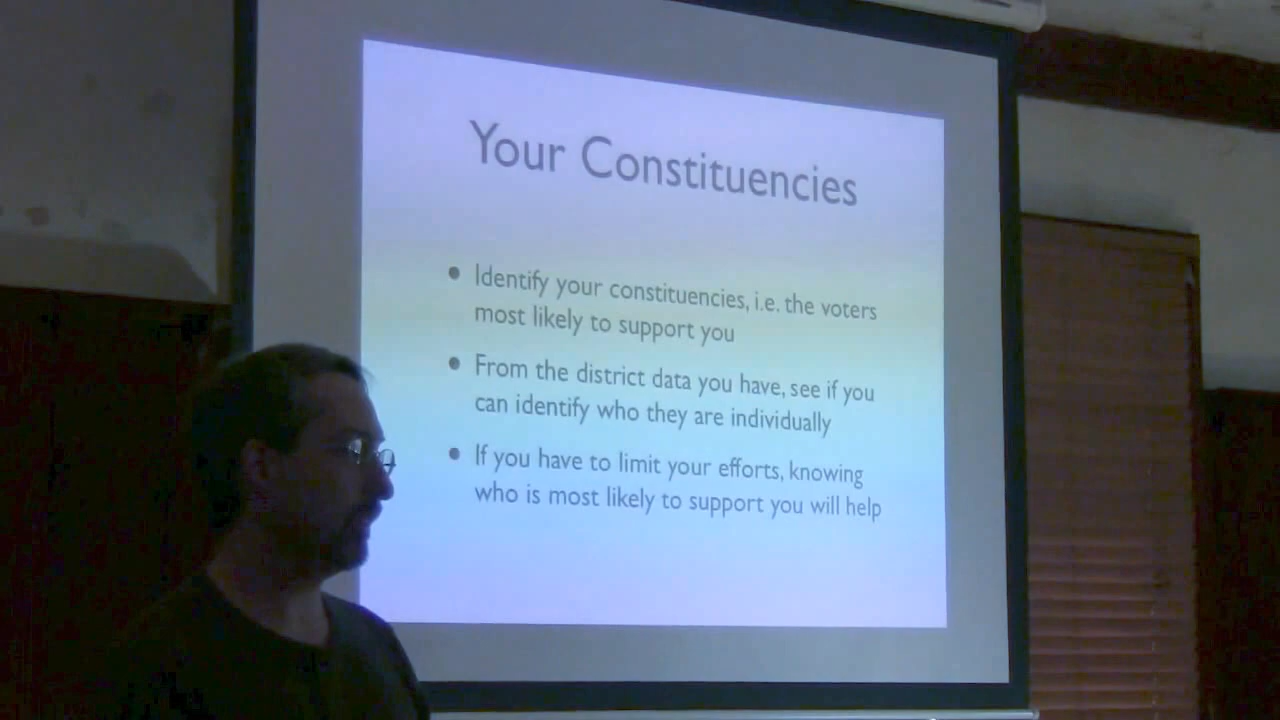 Your Constituencies
• Identify your constituencies, i.e. the voters
most likely to support you
• From the district data you have, see if you
can identify who they are individually
• If you have to limit your efforts, knowing
who is most likely to support you will help